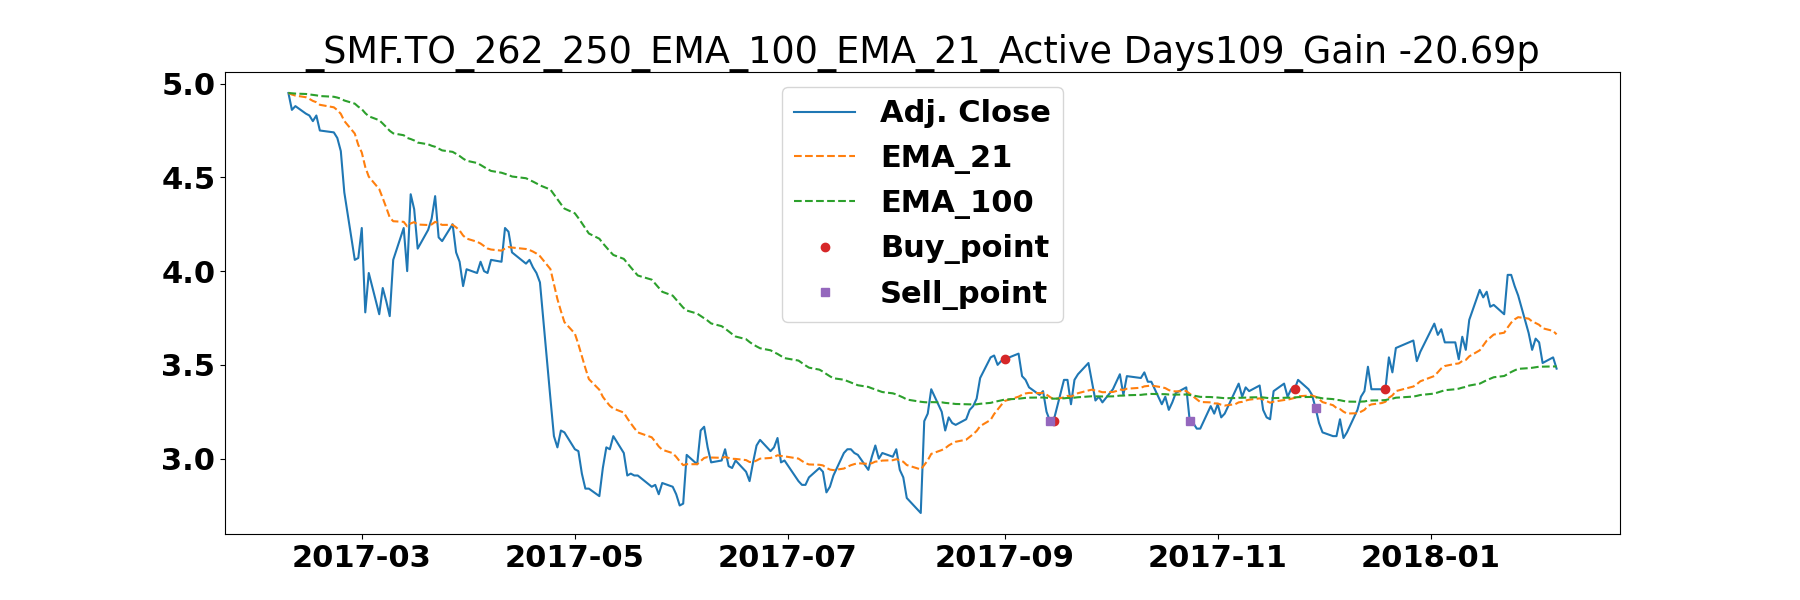 _SMF.TO_262_250_EMA_100_EMA_21_Active Days109_Gain -20.69p
5.0
4.5
4.0
3.5
3.0
Adj. Close
EMA_21
EMA_100
Buy_point
Sell_point
2017-03 2017-05 2017-07 2017-09 2017-11 2018-01